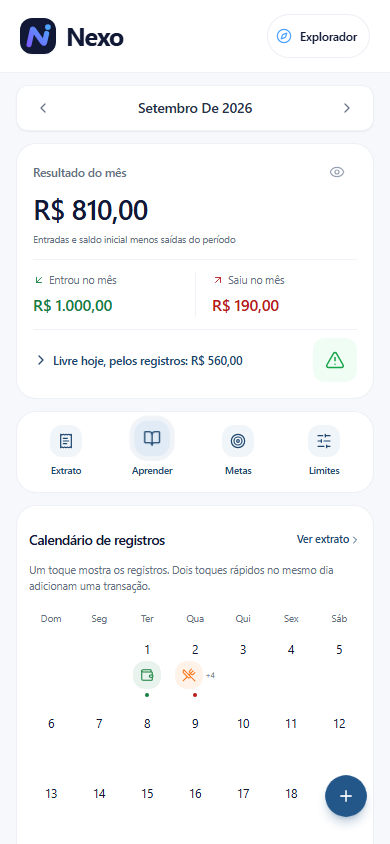 Nexo
Explorador
Setembro De 2026
Resultado do mês
R$ 810,00
Entradas e saldo inicial menos saídas do período
Entrou no mês
Saiu no mês
R$ 1.000,00
R$ 190,00
Livre hoje, pelos registros: R$ 560,00
Extrato
Aprender
Metas
Limites
Calendário de registros
Ver extrato
Um toque mostra os registros. Dois toques rápidos no mesmo dia
adicionam uma transação.
Dom Seg Ter Qua Qui Sex Sáb
1 2 3 4 5
+4
6 7 8 9 10 11 12
13 14 15 16 17 18